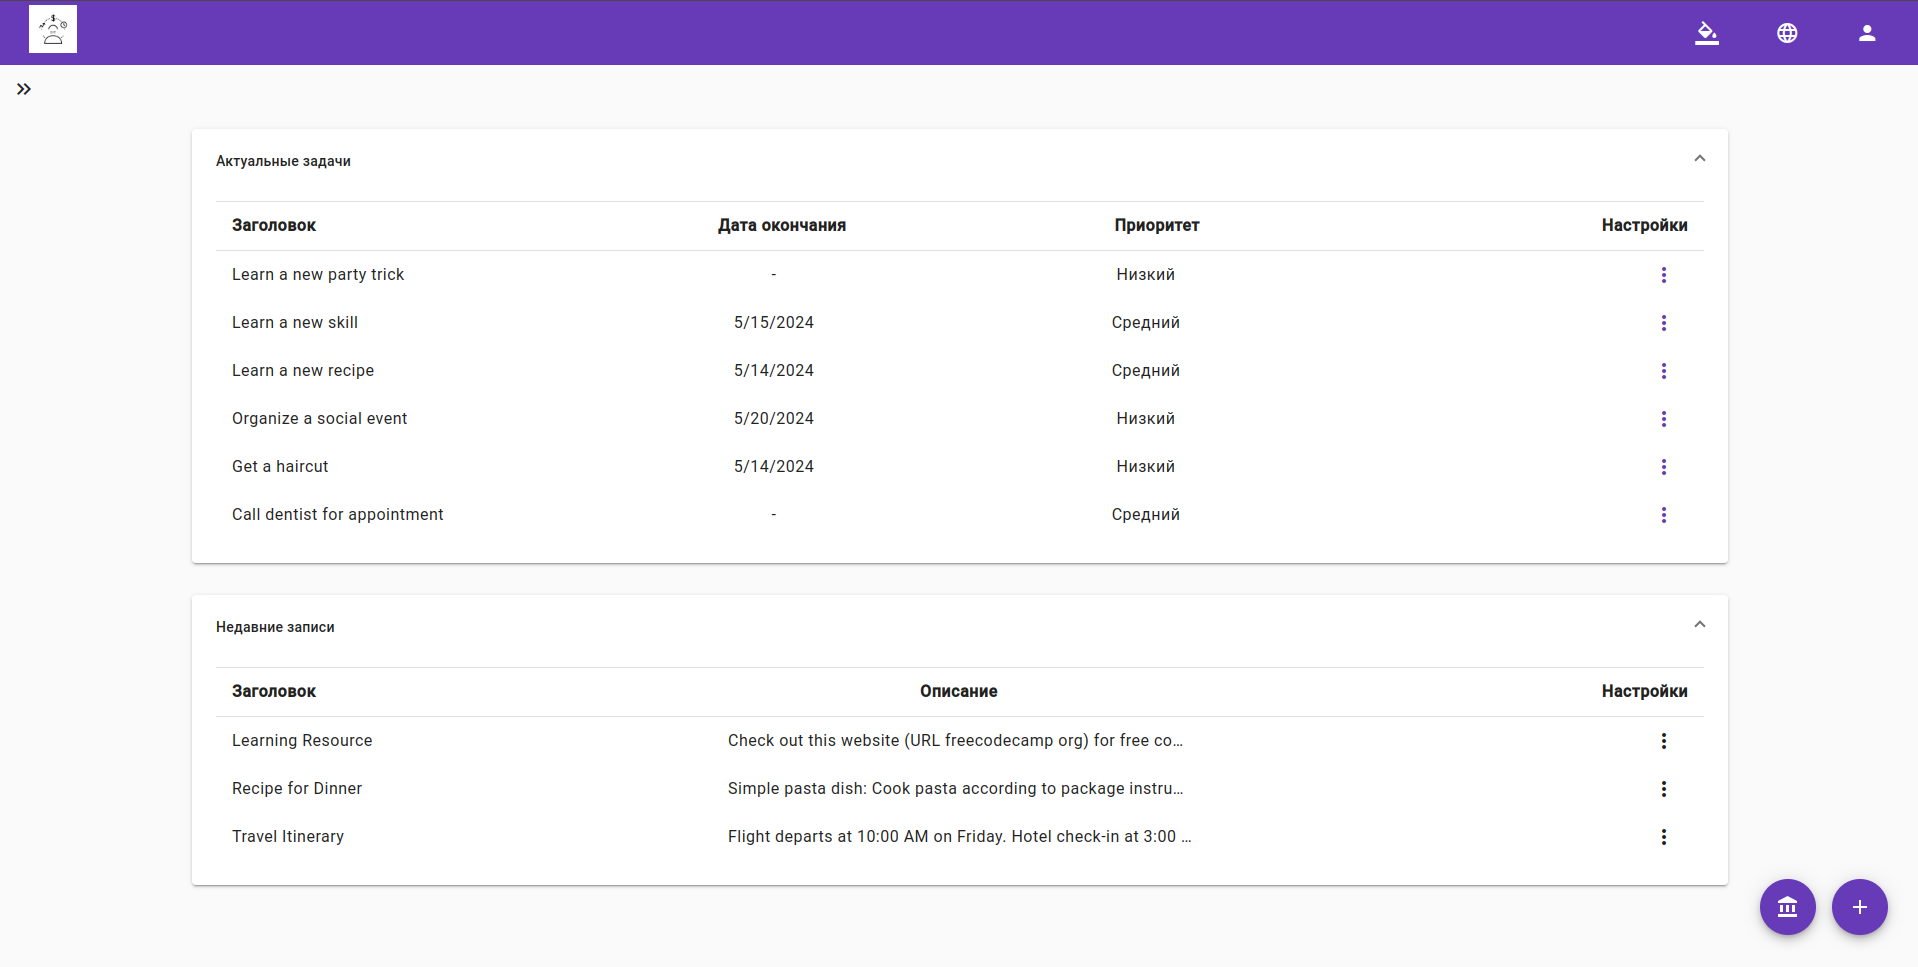 Актуальные задачи
Заголовок Дата окончания Приоритет Настройки
Learn a new party trick - Низкий
Learn a new skill 5/15/2024 Средний
Learn a new recipe 5/14/2024 Средний
Organize a social event 5/20/2024 Низкий
Get a haircut 5/14/2024 Низкий
Call dentist for appointment - Средний
Недавние записи
Заголовок Описание Настройки
Learning Resource Check out this website (URL freecodecamp org) for free co…
Recipe for Dinner Simple pasta dish: Cook pasta according to package instru…
Travel Itinerary Flight departs at 10:00 AM on Friday. Hotel check-in at 3:00 …